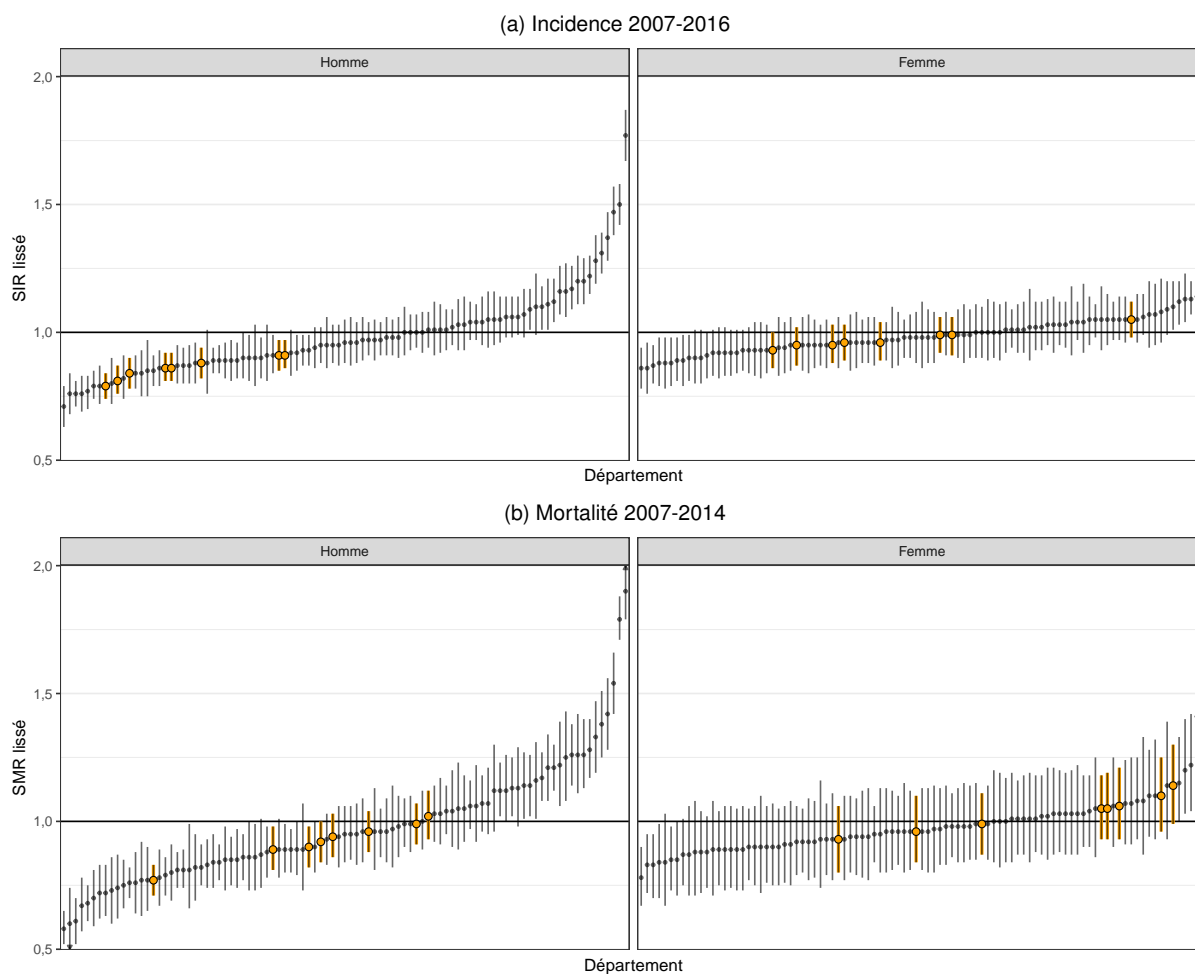 (a) Incidence 2007-2016
Homme
Femme
2,0
1,5
1,0
0,5
SIR lissé
Département
(b) Mortalité 2007-2014
Homme
Femme
2,0
1,5
1,0
0,5
SMR lissé
Département